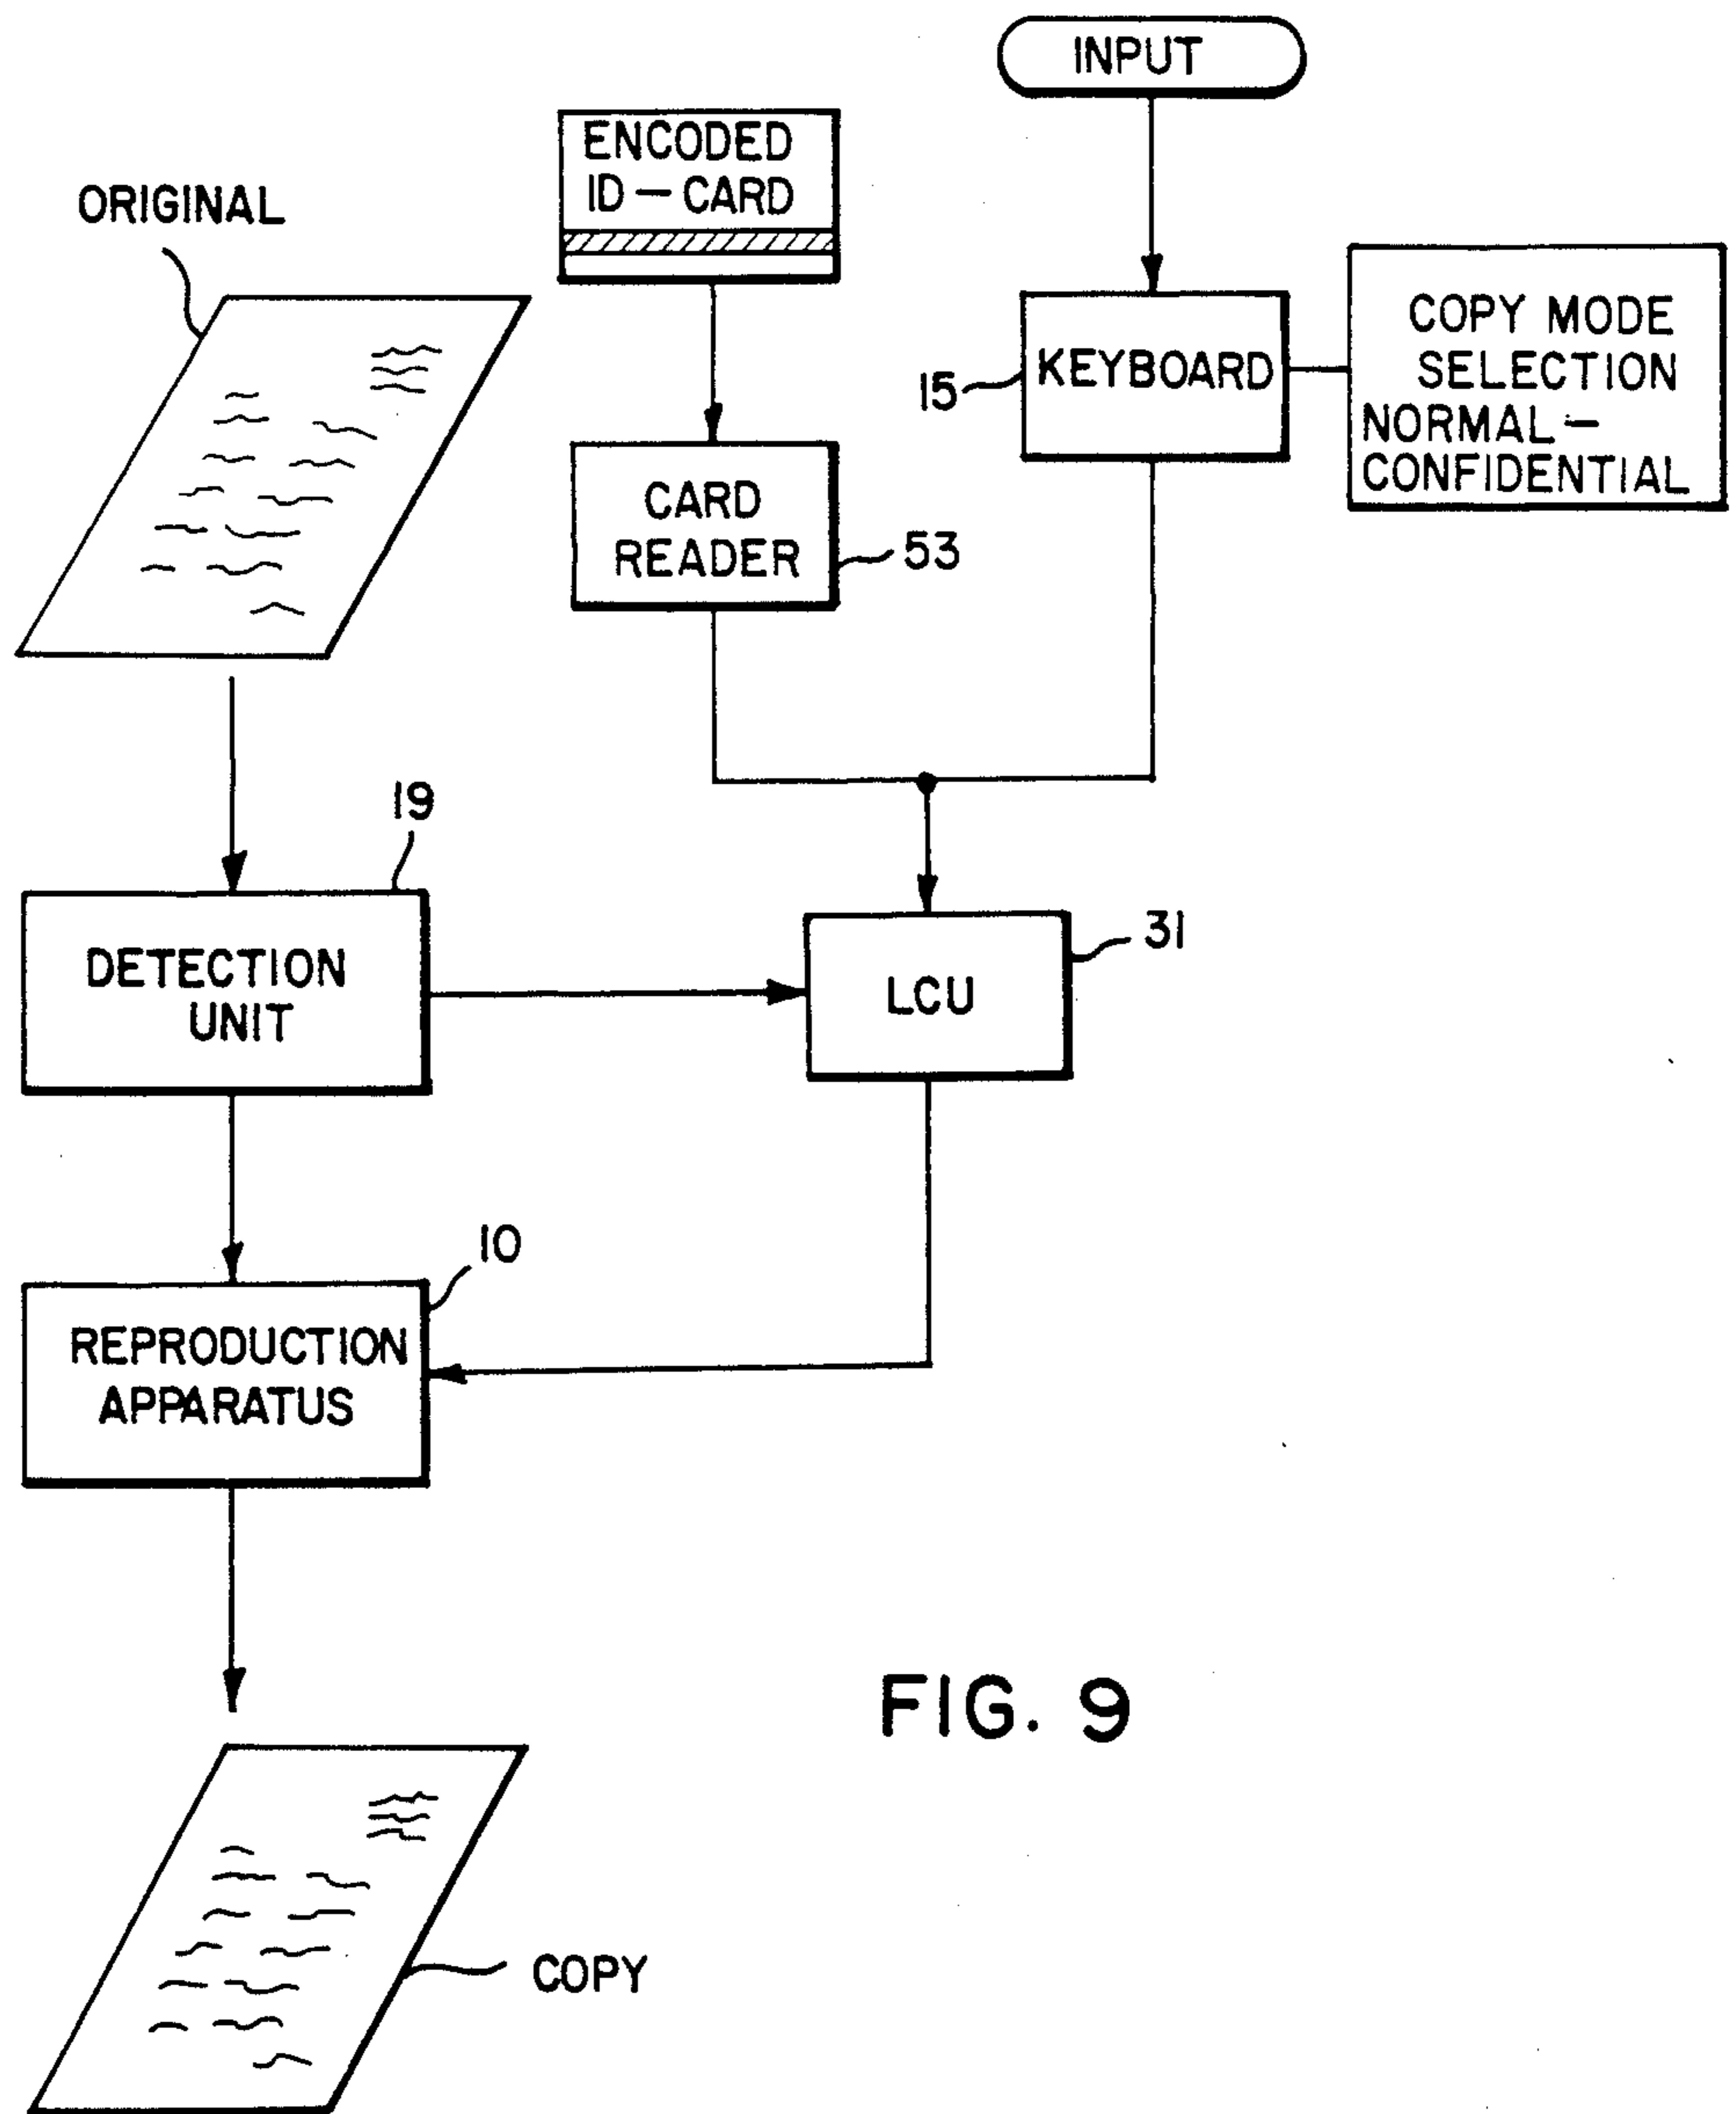 INPUT
ENCODED
ID — CARD
ORIGINAL
COPY MODE
SELECTION
NORMAL —
CONFIDENTIAL
15
KEYBOARD
CARD
READER
53
19
31
DETECTION
UNIT
LCU
10
REPRODUCTION
APPARATUS
FIG. 9
COPY